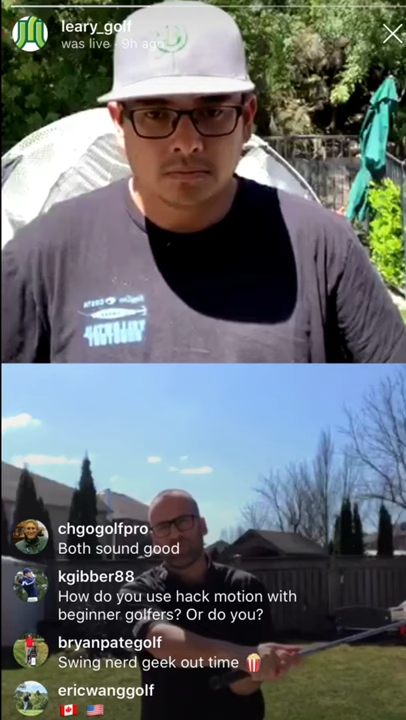 leary_golf
was live · 9h ago
COSTA
chgogolfpro
Both sound good
kgibber88
How do you use hack motion with
beginner golfers? Or do you?
bryanpategolf
Swing nerd geek out time 🍿
ericwanggolf
🇨🇦 🇺🇸